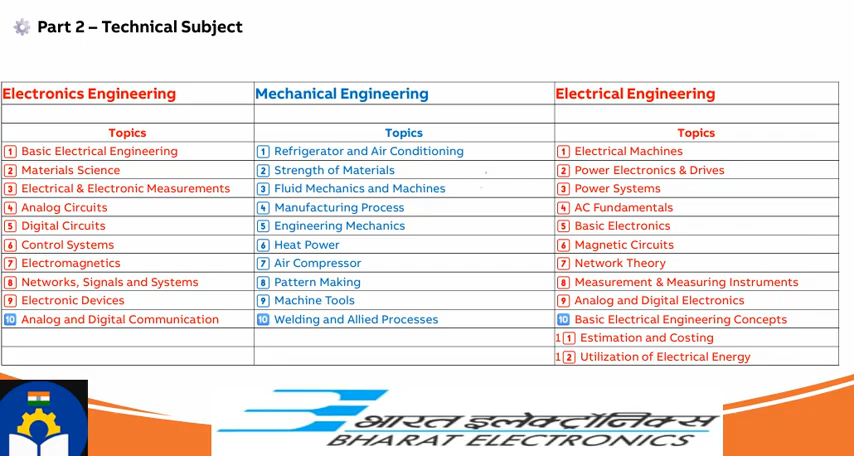 Part 2 – Technical Subject
Electronics Engineering Mechanical Engineering Electrical Engineering
Topics Topics Topics
1 Basic Electrical Engineering 1 Refrigerator and Air Conditioning 1 Electrical Machines
2 Materials Science 2 Strength of Materials 2 Power Electronics & Drives
3 Electrical & Electronic Measurements 3 Fluid Mechanics and Machines 3 Power Systems
4 Analog Circuits 4 Manufacturing Process 4 AC Fundamentals
5 Digital Circuits 5 Engineering Mechanics 5 Basic Electronics
6 Control Systems 6 Heat Power 6 Magnetic Circuits
7 Electromagnetics 7 Air Compressor 7 Network Theory
8 Networks, Signals and Systems 8 Pattern Making 8 Measurement & Measuring Instruments
9 Electronic Devices 9 Machine Tools 9 Analog and Digital Electronics
10 Analog and Digital Communication 10 Welding and Allied Processes 10 Basic Electrical Engineering Concepts
11 Estimation and Costing
12 Utilization of Electrical Energy
भारत इलेक्ट्रॉनिक्स
BHARAT ELECTRONICS